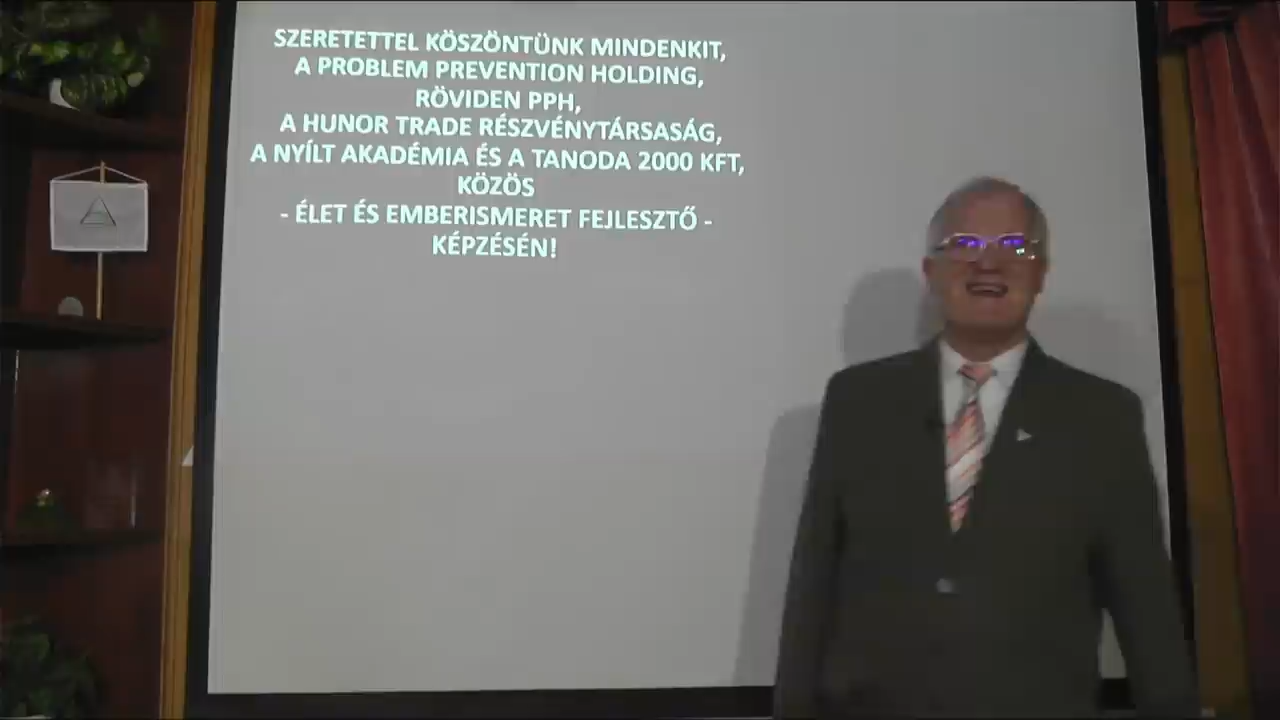 SZERETETTEL KÖSZÖNTÜNK MINDENKIT,
A PROBLEM PREVENTION HOLDING,
RÖVIDEN PPH,
A HUNOR TRADE RÉSZVÉNYTÁRSASÁG,
A NYÍLT AKADÉMIA ÉS A TANODA 2000 KFT,
KÖZÖS
- ÉLET ÉS EMBERISMERET FEJLESZTŐ -
KÉPZÉSÉN!